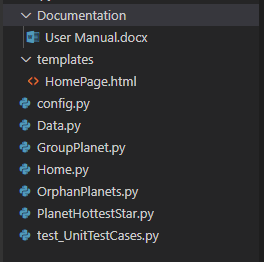 Documentation
User Manual.docx
templates
HomePage.html
config.py
Data.py
GroupPlanet.py
Home.py
OrphanPlanets.py
PlanetHottestStar.py
test_UnitTestCases.py